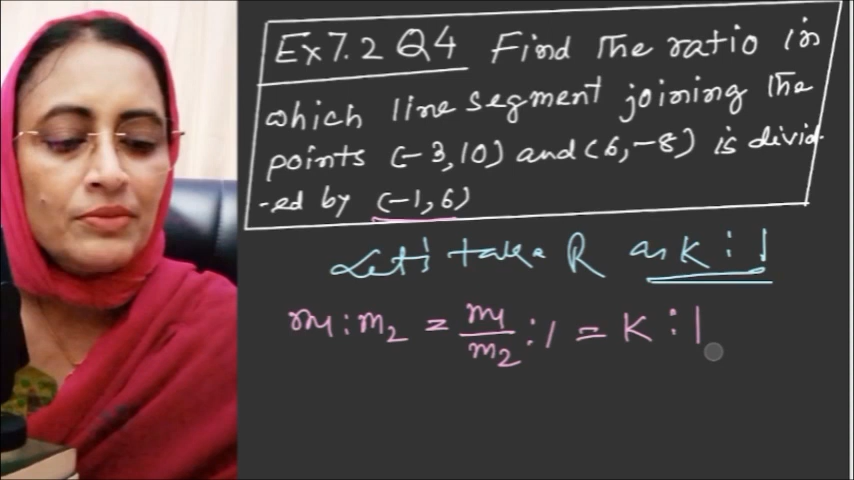 Ex 7.2 Q4 Find The ratio in
which line segment joining The
points (-3,10) and (6,-8) is divid-
-ed by (-1,6)
Let's take R as K:1
m1:m2 = m1/m2 : 1 = K:1